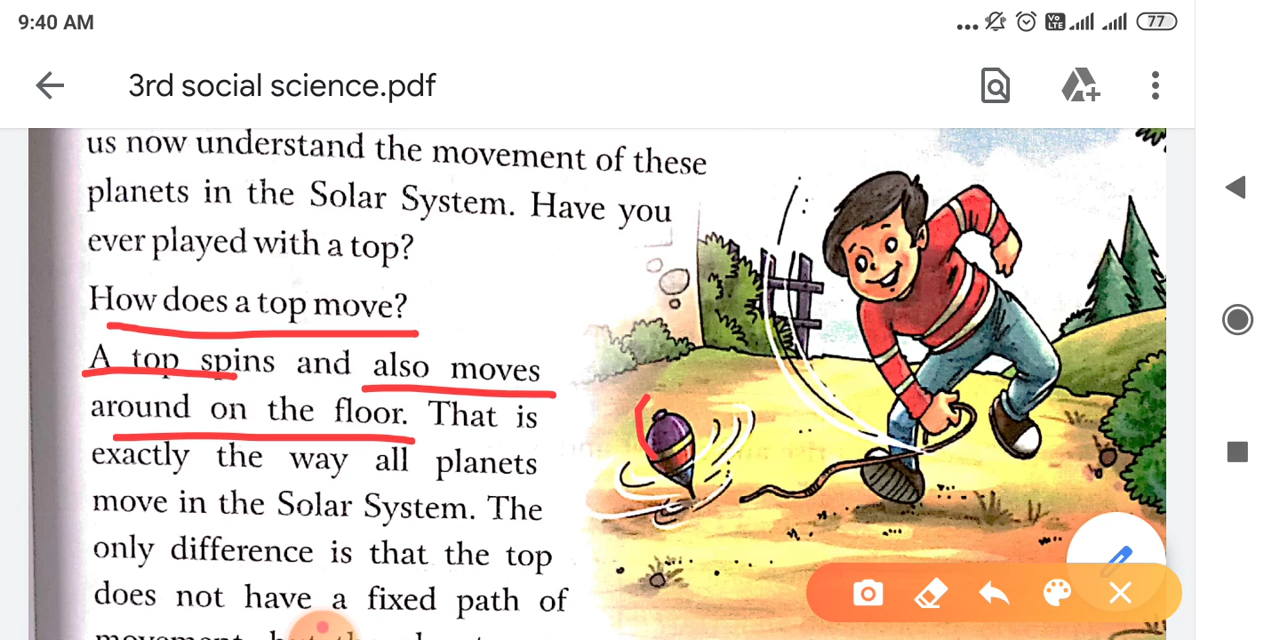 9:40 AM
Vo LTE
77
3rd social science.pdf
us now understand the movement of these
planets in the Solar System. Have you
ever played with a top?
How does a top move?
A top spins and also moves
around on the floor. That is
exactly the way all planets
move in the Solar System. The
only difference is that the top
does not have a fixed path of
movement